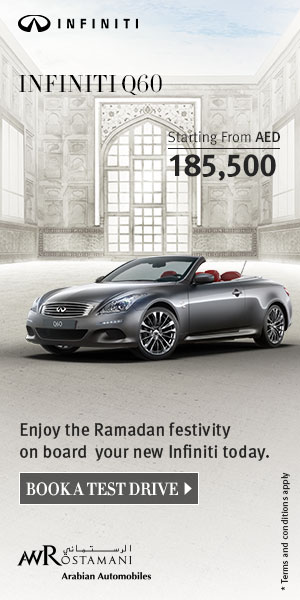 INFINITI
INFINITI Q60
Starting From AED
185,500
Q60
Enjoy the Ramadan festivity
on board your new Infiniti today.
BOOK A TEST DRIVE
AWR الرستماني
ROSTAMANI
Arabian Automobiles
* Terms and conditions apply